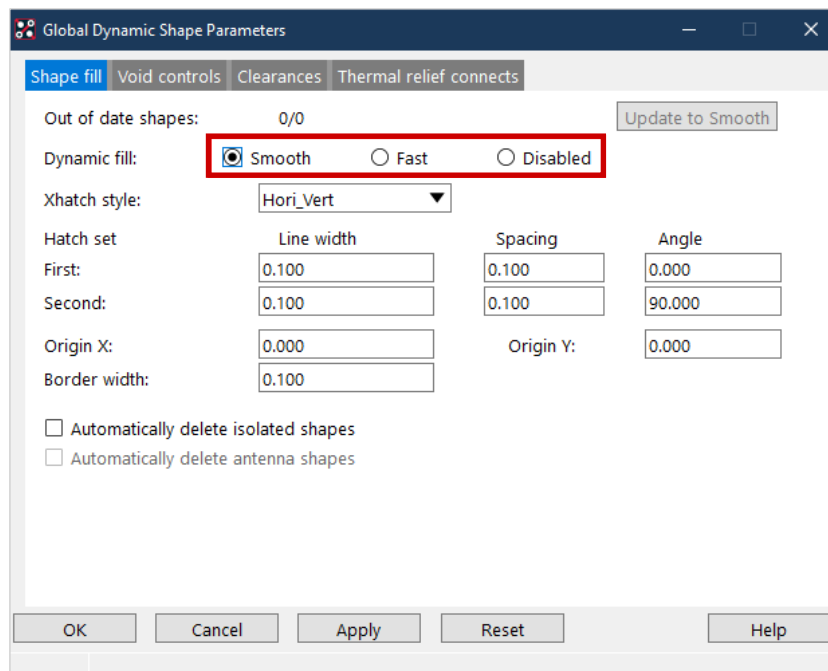 Global Dynamic Shape Parameters
Shape fill Void controls Clearances Thermal relief connects
Out of date shapes: 0/0 Update to Smooth
Dynamic fill: Smooth Fast Disabled
Xhatch style: Hori_Vert
Hatch set Line width Spacing Angle
First: 0.100 0.100 0.000
Second: 0.100 0.100 90.000
Origin X: 0.000 Origin Y: 0.000
Border width: 0.100
Automatically delete isolated shapes
Automatically delete antenna shapes
OK Cancel Apply Reset Help